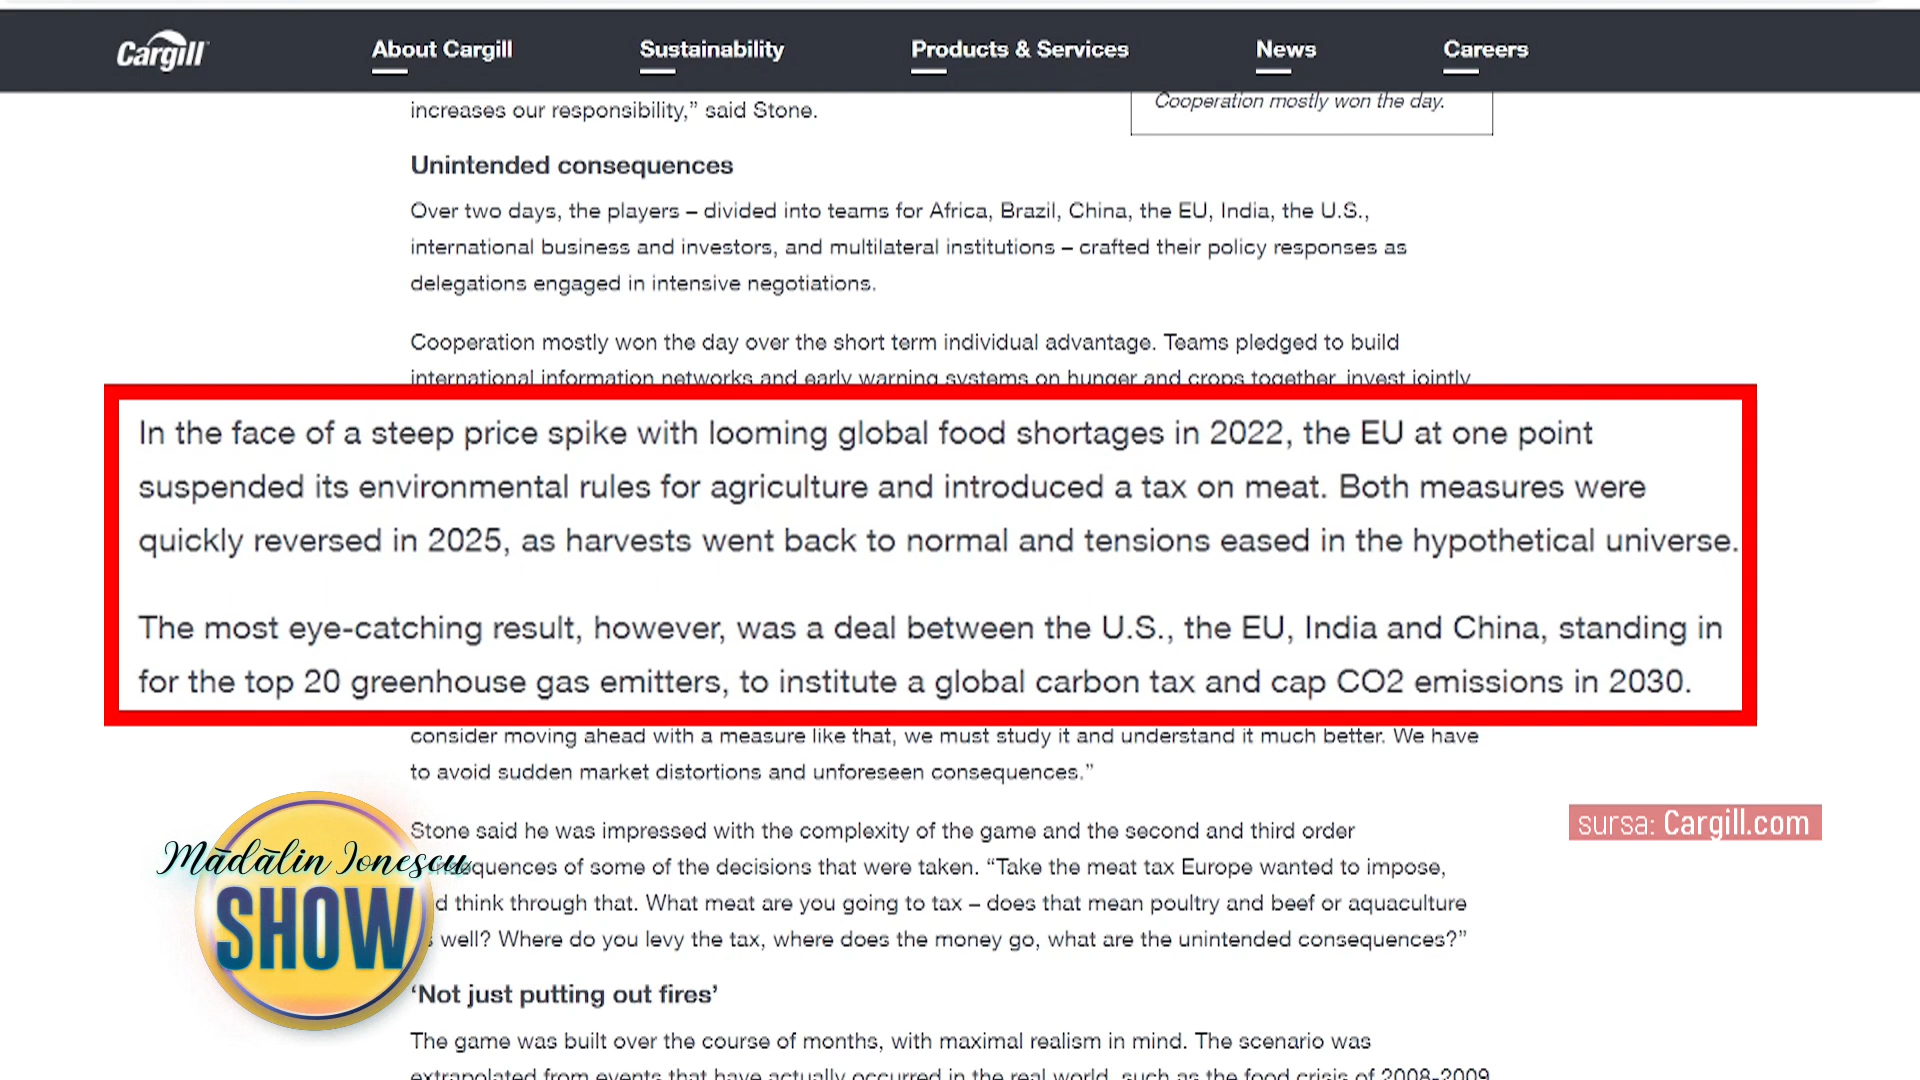 Cargill
About Cargill
Sustainability
Products & Services
News
Careers
increases our responsibility,” said Stone.
Cooperation mostly won the day.
Unintended consequences
Over two days, the players – divided into teams for Africa, Brazil, China, the EU, India, the U.S.,
international business and investors, and multilateral institutions – crafted their policy responses as
delegations engaged in intensive negotiations.
Cooperation mostly won the day over the short term individual advantage. Teams pledged to build
international information networks and early warning systems on hunger and crops together, invest jointly
In the face of a steep price spike with looming global food shortages in 2022, the EU at one point
suspended its environmental rules for agriculture and introduced a tax on meat. Both measures were
quickly reversed in 2025, as harvests went back to normal and tensions eased in the hypothetical universe.
The most eye-catching result, however, was a deal between the U.S., the EU, India and China, standing in
for the top 20 greenhouse gas emitters, to institute a global carbon tax and cap CO2 emissions in 2030.
consider moving ahead with a measure like that, we must study it and understand it much better. We have
to avoid sudden market distortions and unforeseen consequences.”
Stone said he was impressed with the complexity of the game and the second and third order
quences of some of the decisions that were taken. “Take the meat tax Europe wanted to impose,
d think through that. What meat are you going to tax – does that mean poultry and beef or aquaculture
well? Where do you levy the tax, where does the money go, what are the unintended consequences?”
‘Not just putting out fires’
The game was built over the course of months, with maximal realism in mind. The scenario was
extrapolated from events that have actually occurred in the real world, such as the food crisis of 2008-2009
Mădălin Ionescu
SHOW
sursa: Cargill.com